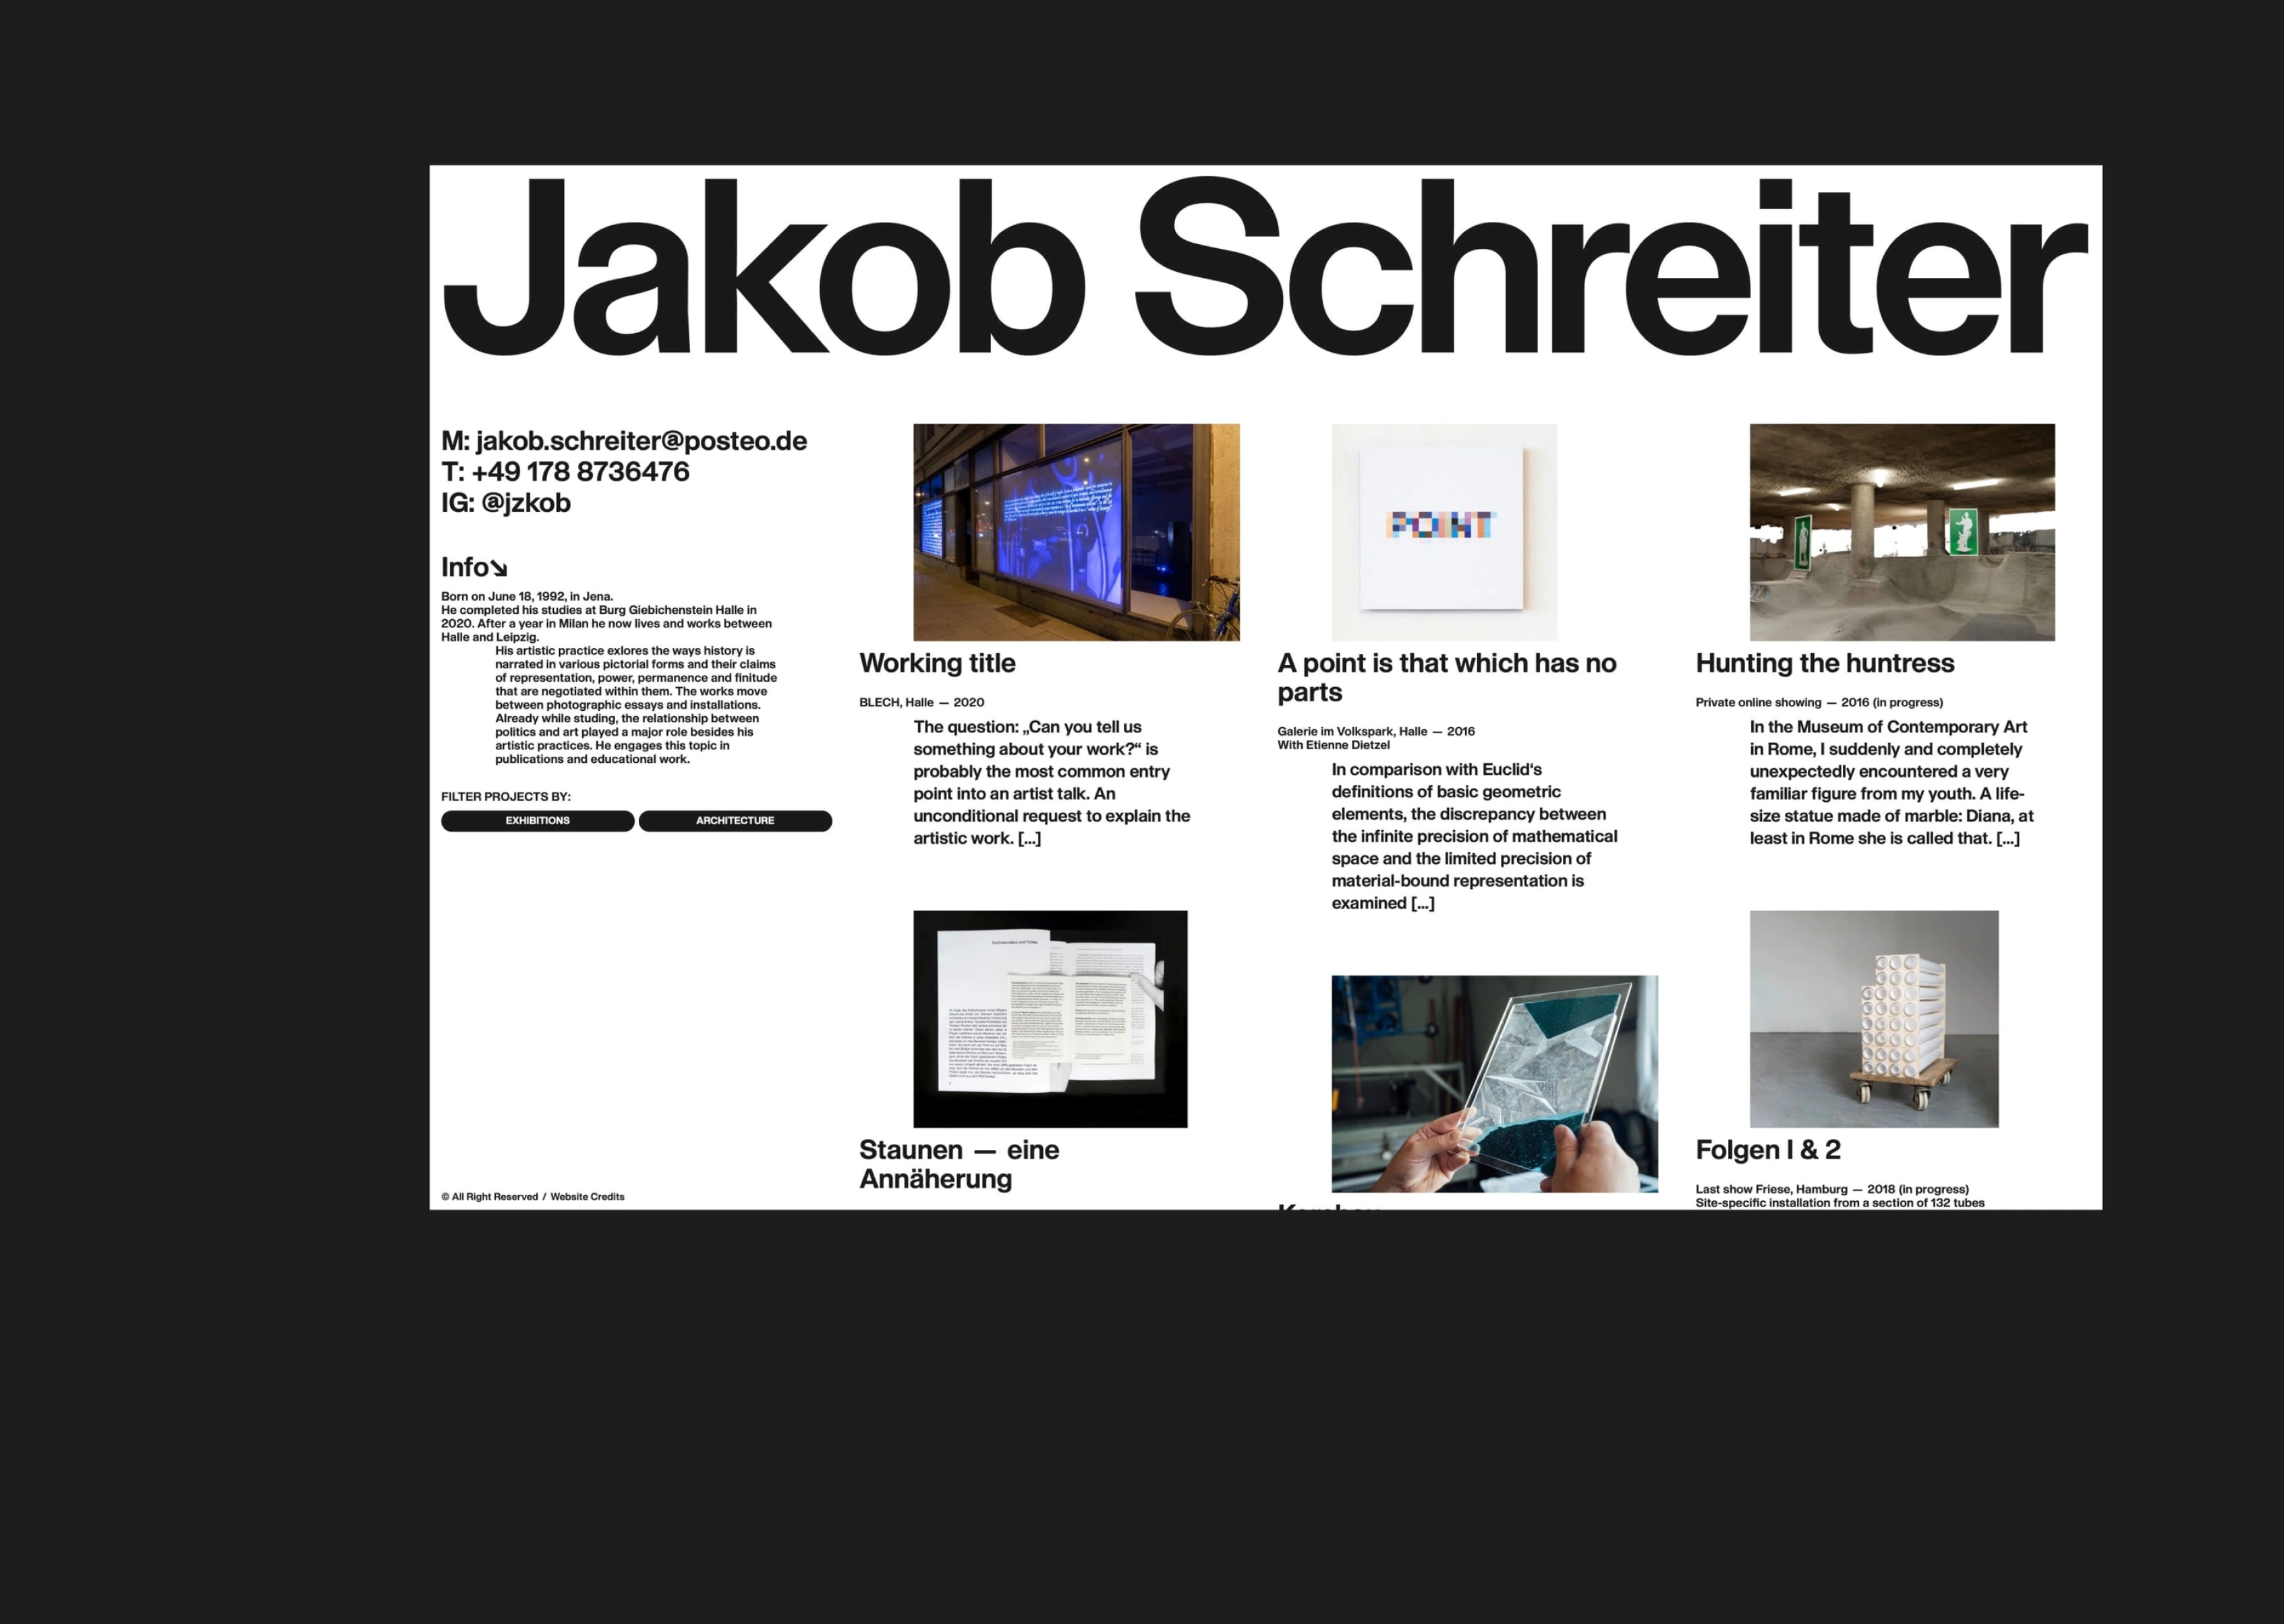 Jakob Schreiter
M: jakob.schreiter@posteo.de
T: +49 178 8736476
IG: @jzkob
Info↘
Born on June 18, 1992, in Jena.
He completed his studies at Burg Giebichenstein Halle in
2020. After a year in Milan he now lives and works between
Halle and Leipzig.
His artistic practice exlores the ways history is
narrated in various pictorial forms and their claims
of representation, power, permanence and finitude
that are negotiated within them. The works move
between photographic essays and installations.
Already while studing, the relationship between
politics and art played a major role besides his
artistic practices. He engages this topic in
publications and educational work.
FILTER PROJECTS BY:
EXHIBITIONS
ARCHITECTURE
© All Right Reserved / Website Credits
Working title
BLECH, Halle — 2020
The question: „Can you tell us
something about your work?“ is
probably the most common entry
point into an artist talk. An
unconditional request to explain the
artistic work. [...]
Staunen — eine
Annäherung
POINT
A point is that which has no
parts
Galerie im Volkspark, Halle — 2016
With Etienne Dietzel
In comparison with Euclid‘s
definitions of basic geometric
elements, the discrepancy between
the infinite precision of mathematical
space and the limited precision of
material-bound representation is
examined [...]
Hunting the huntress
Private online showing — 2016 (in progress)
In the Museum of Contemporary Art
in Rome, I suddenly and completely
unexpectedly encountered a very
familiar figure from my youth. A life-
size statue made of marble: Diana, at
least in Rome she is called that. [...]
Folgen I & 2
Last show Friese, Hamburg — 2018 (in progress)
Site-specific installation from a section of 132 tubes